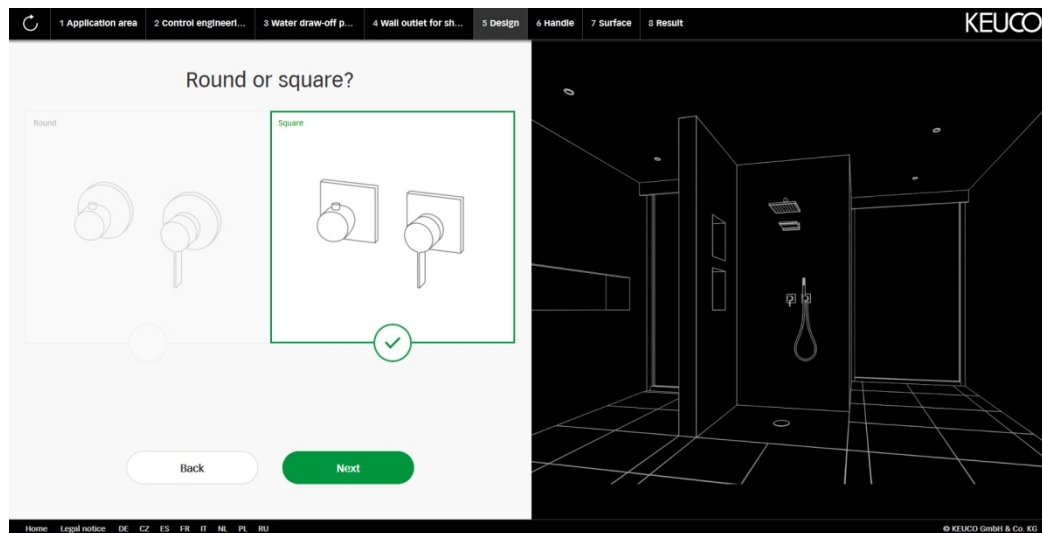 1 Application area 2 Control engineeri... 3 Water draw-off p... 4 Wall outlet for sh... 5 Design 6 Handle 7 Surface 8 Result KEUCO
Round or square?
Round Square
Back Next
Home Legal notice DE CZ ES FR IT NL PL RU © KEUCO GmbH & Co. KG